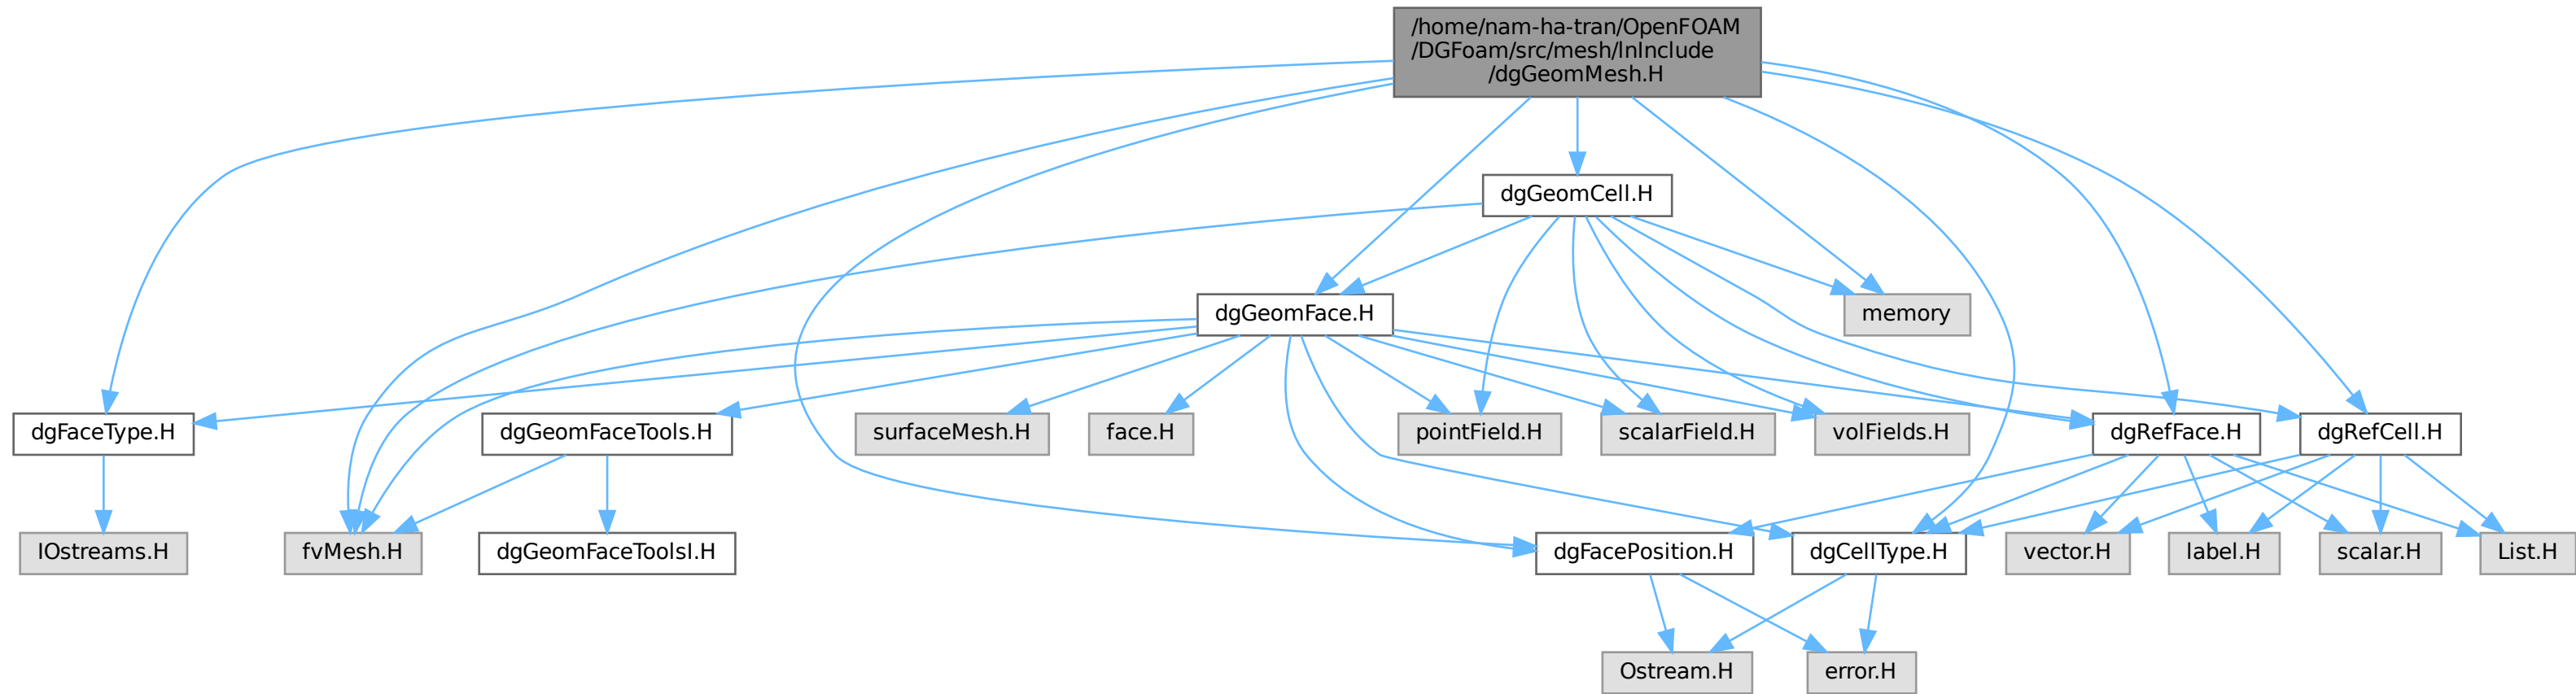 /home/nam-ha-tran/OpenFOAM
/DGFoam/src/mesh/lnInclude
/dgGeomMesh.H
dgGeomCell.H
dgGeomFace.H
memory
dgFaceType.H
dgGeomFaceTools.H
surfaceMesh.H
face.H
pointField.H
scalarField.H
volFields.H
dgRefFace.H
dgRefCell.H
IOstreams.H
fvMesh.H
dgGeomFaceToolsI.H
dgFacePosition.H
dgCellType.H
vector.H
label.H
scalar.H
List.H
Ostream.H
error.H